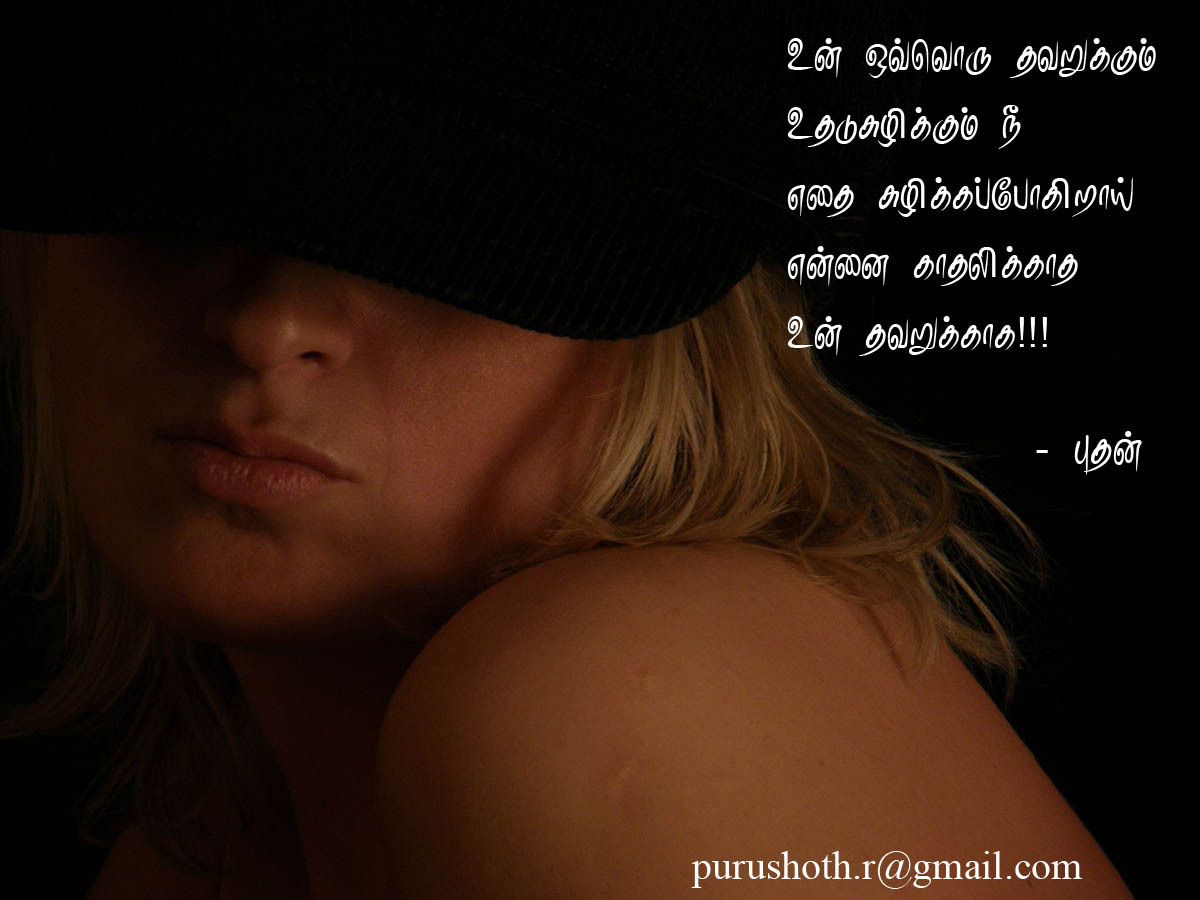 உன் ஒவ்வொரு தவறுக்கும்
உதடுசுழிக்கும் நீ
எதை சுழிக்கப்போகிறாய்
என்னை காதலிக்காத
உன் தவறுக்காக!!!
- புதன்
purushoth.r@gmail.com